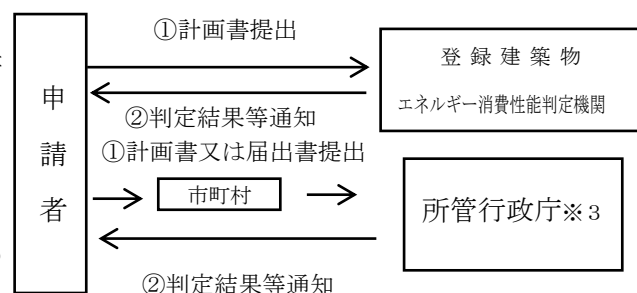 ①計画書提出
登録建築物
エネルギー消費性能判定機関
申請者
②判定結果等通知
①計画書又は届出書提出
市町村
所管行政庁※3
②判定結果等通知